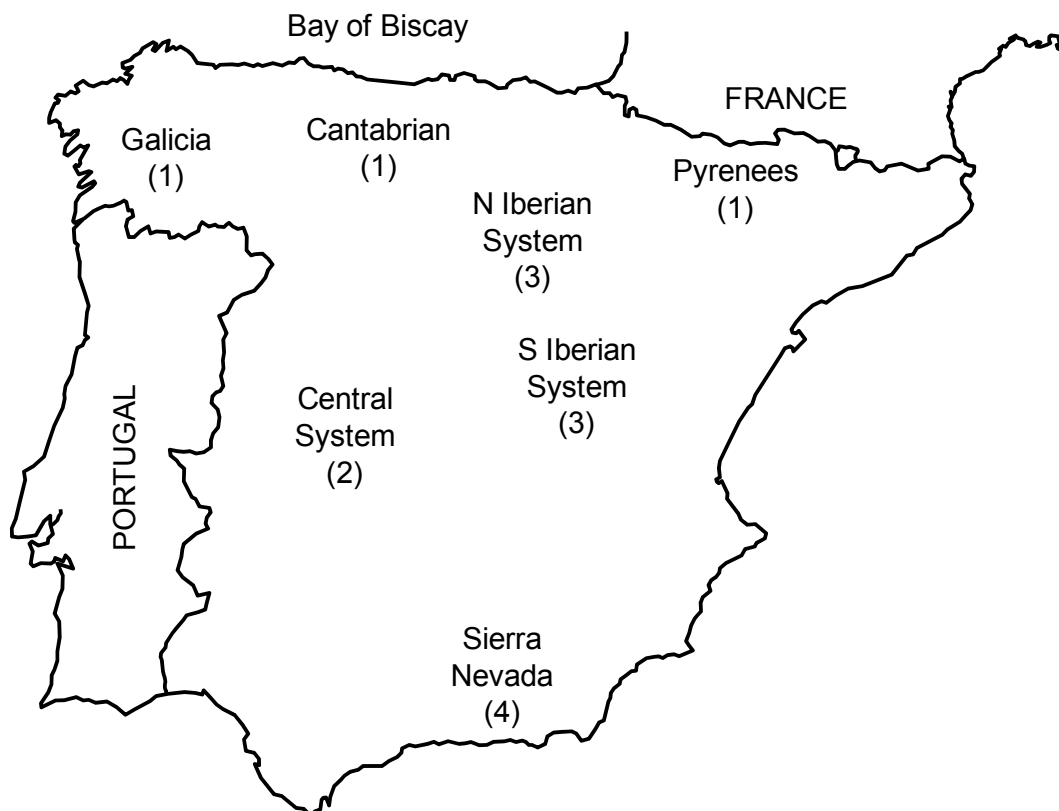 Bay of Biscay
FRANCE
Galicia
(1)
Cantabrian
(1)
Pyrenees
(1)
N Iberian
System
(3)
S Iberian
System
(3)
Central
System
(2)
PORTUGAL
Sierra
Nevada
(4)